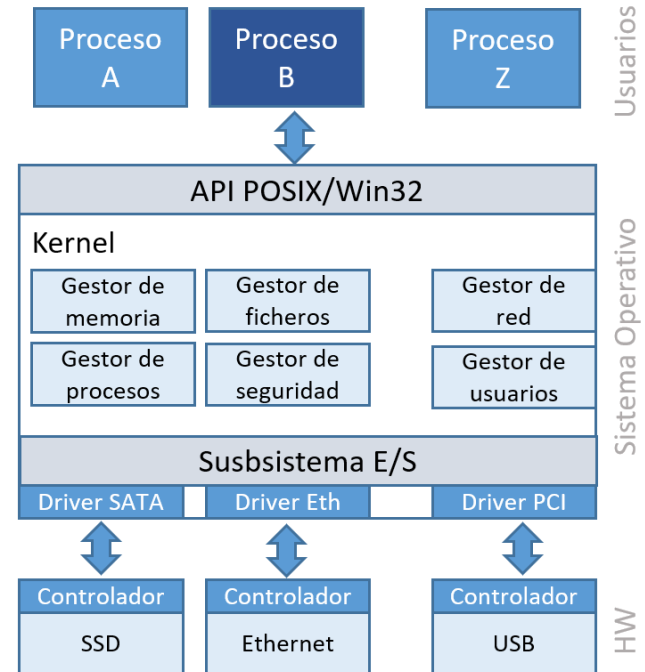 Proceso
A
Proceso
B
Proceso
Z
Usuarios
API POSIX/Win32
Kernel
Gestor de
memoria
Gestor de
ficheros
Gestor de
red
Gestor de
procesos
Gestor de
seguridad
Gestor de
usuarios
Sistema Operativo
Susbsistema E/S
Driver SATA
Driver Eth
Driver PCI
Controlador
SSD
Controlador
Ethernet
Controlador
USB
HW